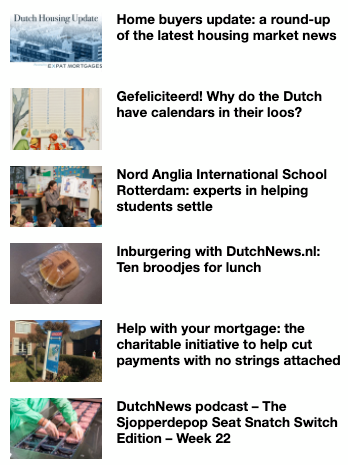 Dutch Housing Update
EXPAT MORTGAGES
Home buyers update: a round-up
of the latest housing market news
Gefeliciteerd! Why do the Dutch
have calendars in their loos?
Nord Anglia International School
Rotterdam: experts in helping
students settle
Inburgering with DutchNews.nl:
Ten broodjes for lunch
Help with your mortgage: the
charitable initiative to help cut
payments with no strings attached
DutchNews podcast – The
Sjopperdepop Seat Snatch Switch
Edition – Week 22